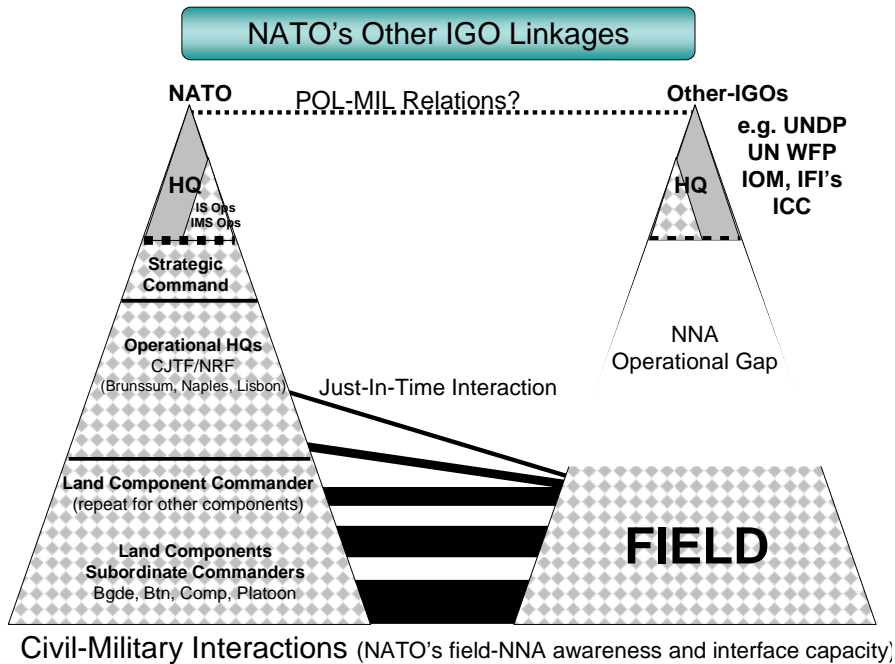 NATO's Other IGO Linkages
NATO
POL-MIL Relations?
Other-IGOs
e.g. UNDP
UN WFP
IOM, IFI's
ICC
HQ
IS Ops
IMS Ops
HQ
Strategic
Command
Operational HQs
CJTF/NRF
(Brunssum, Naples, Lisbon)
NNA
Operational Gap
Just-In-Time Interaction
Land Component Commander
(repeat for other components)
Land Components
Subordinate Commanders
Bgde, Btn, Comp, Platoon
FIELD
Civil-Military Interactions (NATO's field-NNA awareness and interface capacity)